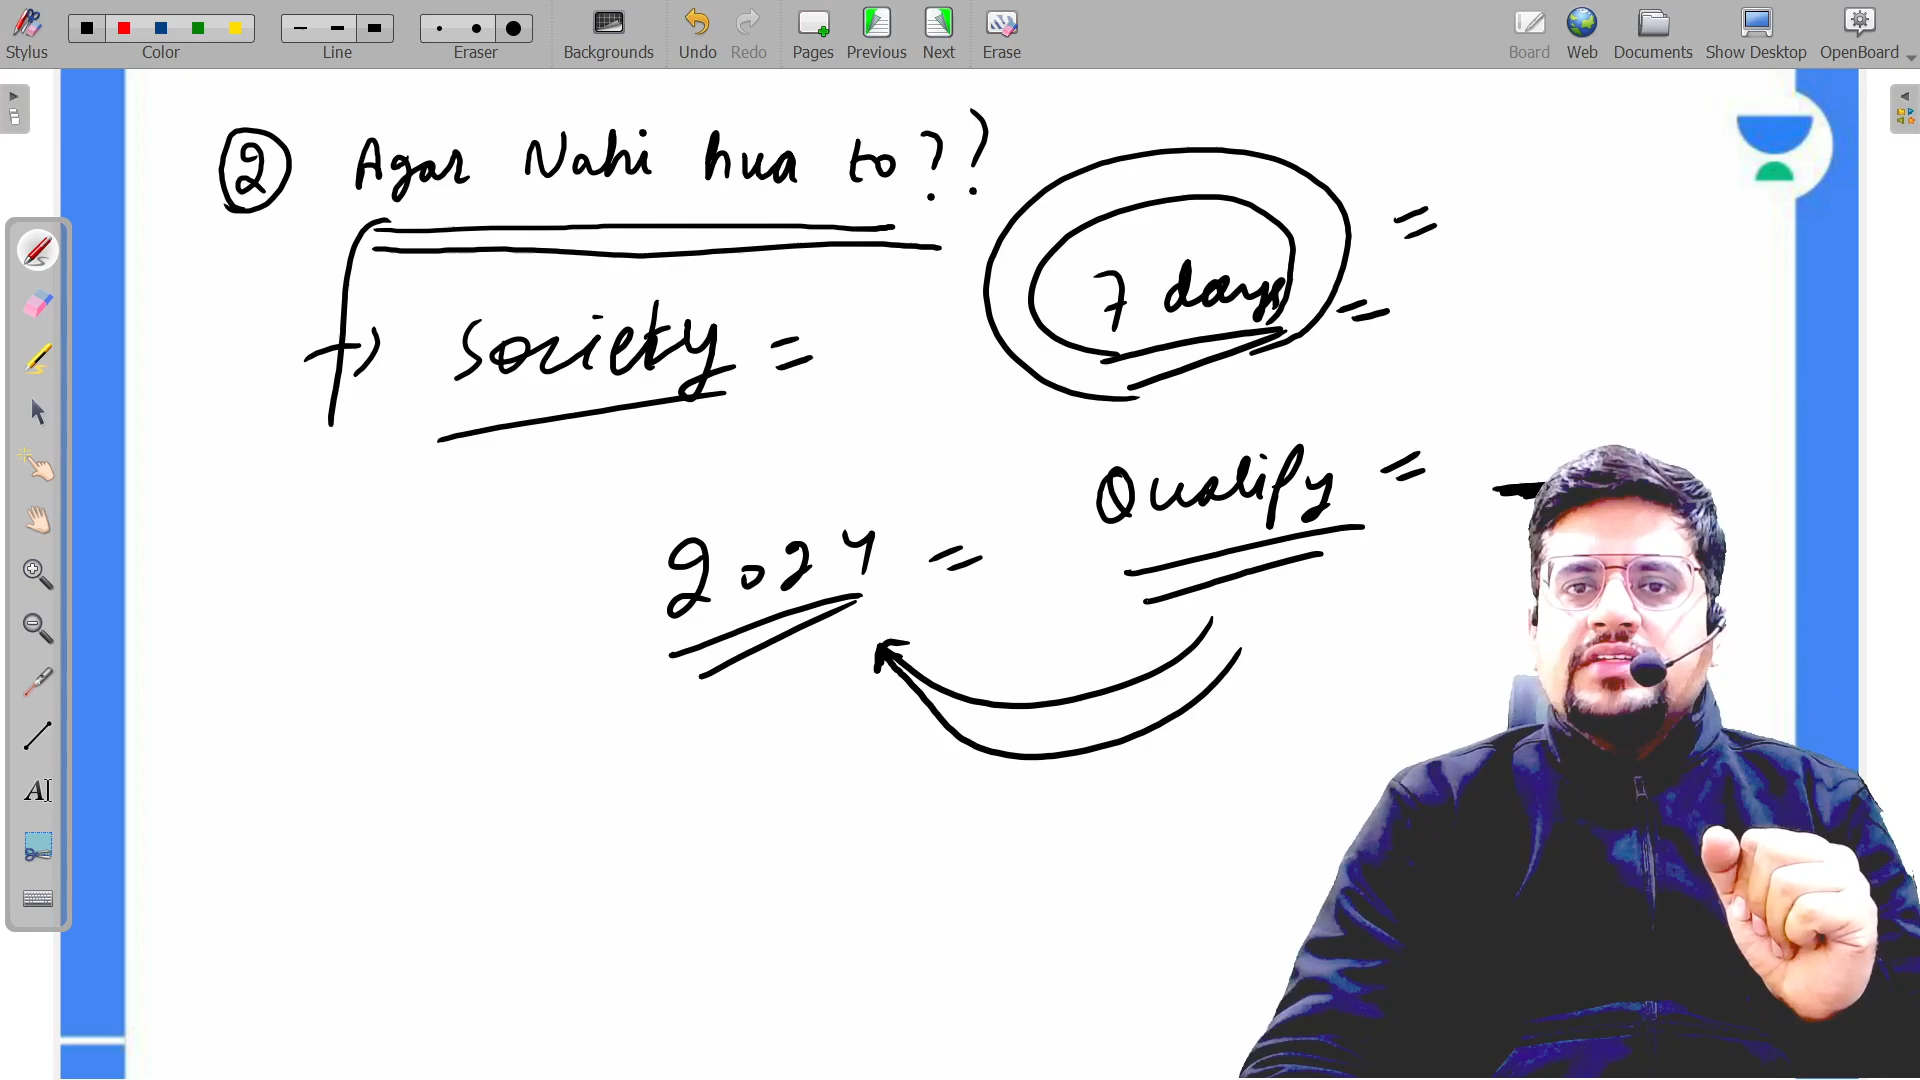 Stylus Color Line Eraser Backgrounds Undo Redo Pages Previous Next Erase Board Web Documents Show Desktop OpenBoard
② Agar Nahi hua to??
7 days =
=
→ Society =
Qualify = -
2024 =
AI